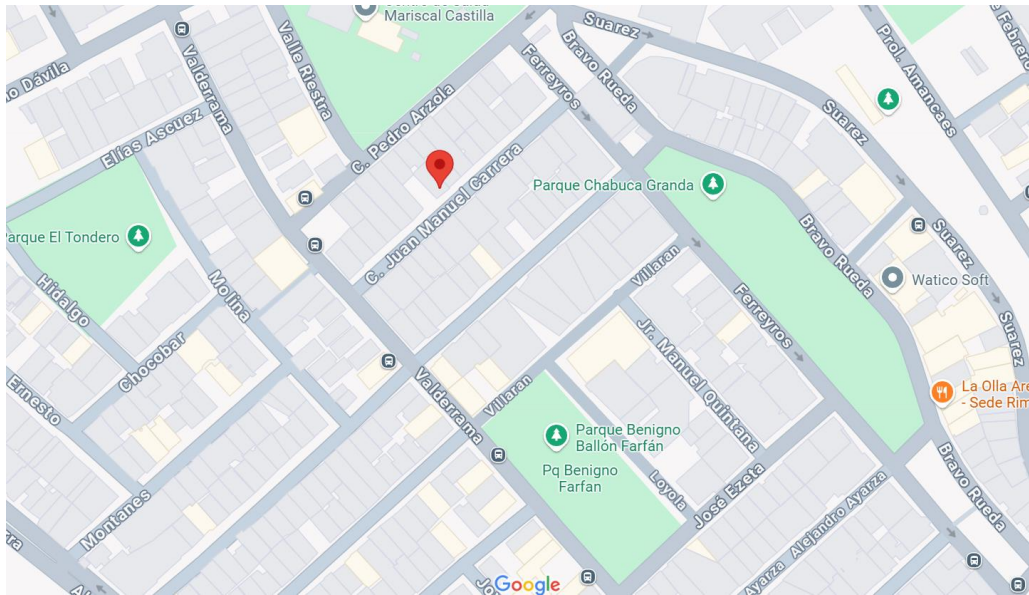 Mariscal Castilla
Suarez
Ferreyros
Bravo Rueda
Valle Riestra
Valderrama
Dávila
C. Pedro Arzola
Prol. Amancaes
Elías Ascuez
Suarez
C. Juan Manuel Carrera
Parque Chabuca Granda
arque El Tondero
Villaran
Bravo Rueda
Suarez
Watico Soft
Hidalgo
Molina
Ferreyros
Suarez
Chocobar
Jr. Manuel Quintana
Ernesto
Valderrama
Villaran
La Olla Are
- Sede Rim
Parque Benigno
Ballón Farfán
Pq Benigno
Farfan
Loyola
José Ezeta
Alejandro Ayarza
Bravo Rueda
Montanes
Ayarza
Google